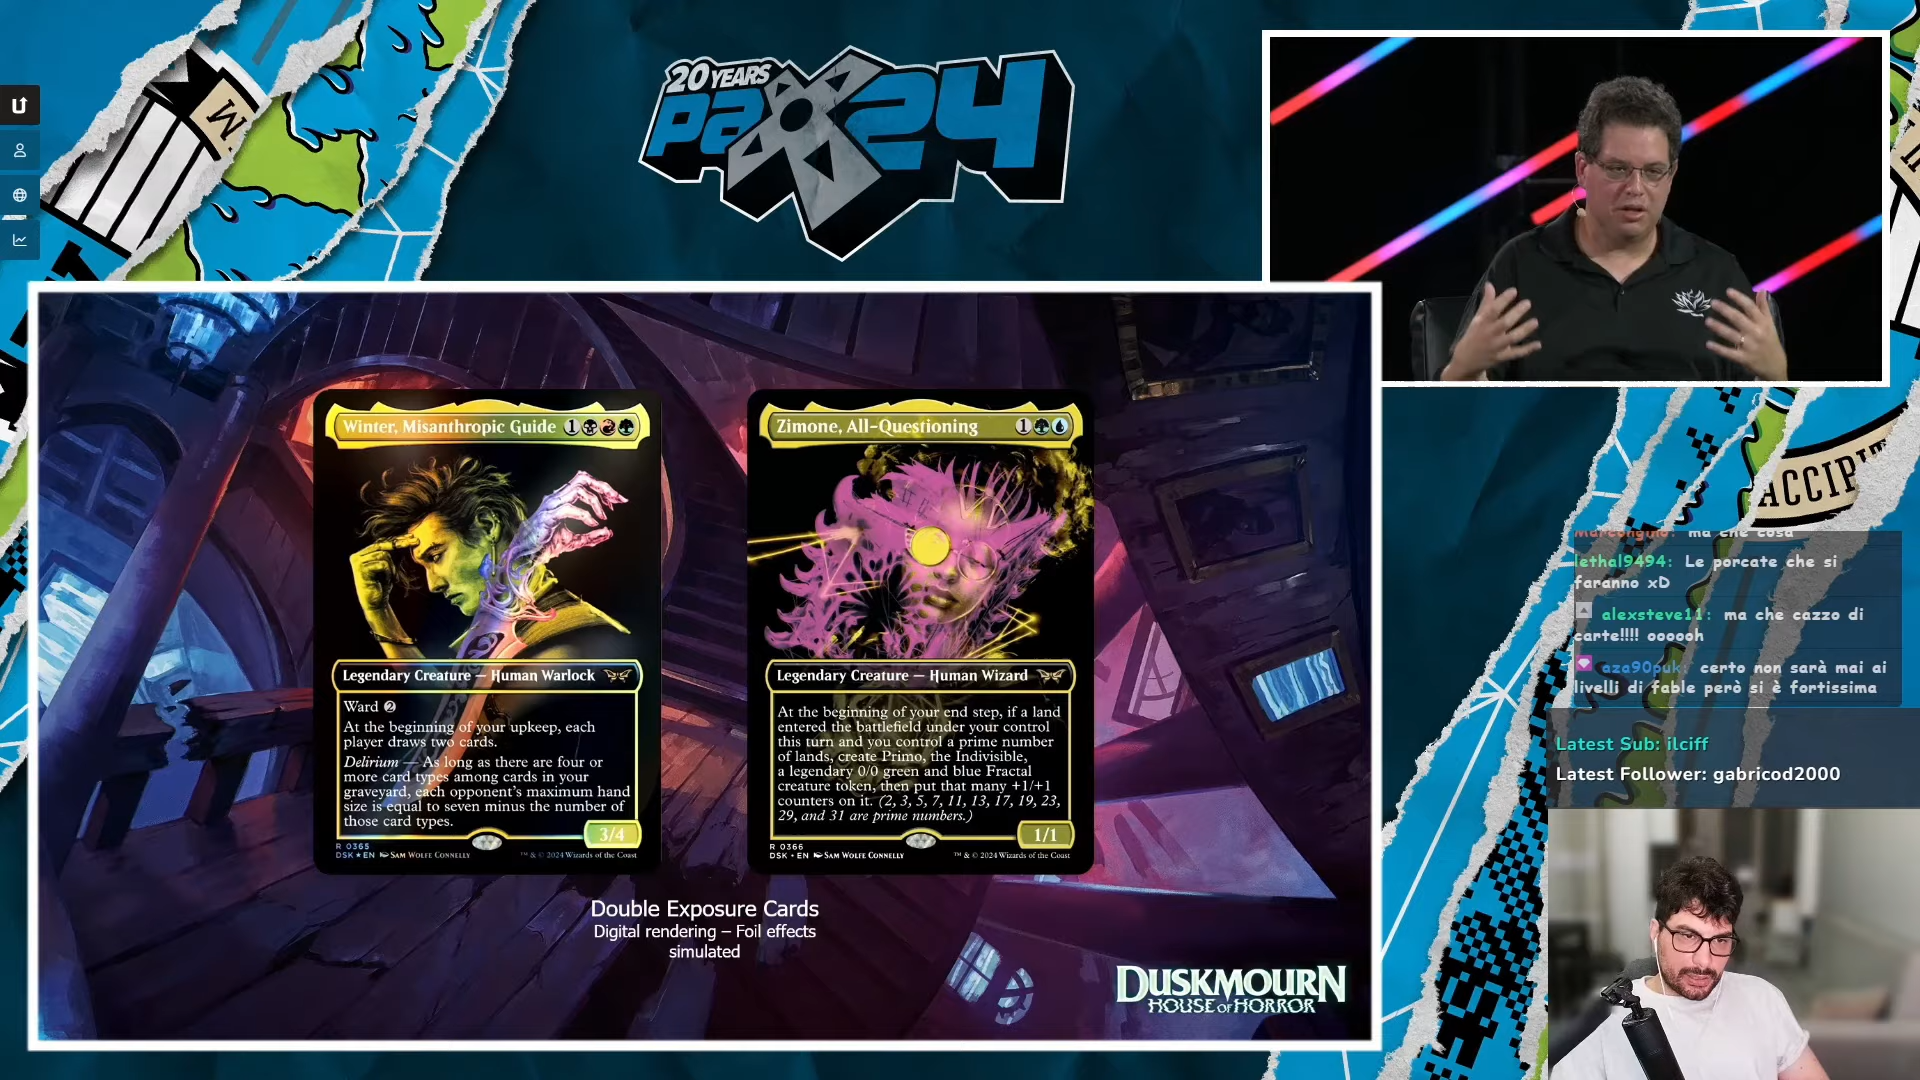 20 YEARS
pax 24
M.
ACCIPIT
Winter, Misanthropic Guide 1
Legendary Creature — Human Warlock
Ward 2
At the beginning of your upkeep, each
player draws two cards.
Delirium — As long as there are four or
more card types among cards in your
graveyard, each opponent's maximum hand
size is equal to seven minus the number of
those card types.
3/4
R 0365
DSK ★ EN SAM WOLFE CONNELLY
™ & © 2024 Wizards of the Coast
Zimone, All-Questioning 1
Legendary Creature — Human Wizard
At the beginning of your end step, if a land
entered the battlefield under your control
this turn and you control a prime number
of lands, create Primo, the Indivisible,
a legendary 0/0 green and blue Fractal
creature token, then put that many +1/+1
counters on it. (2, 3, 5, 7, 11, 13, 17, 19, 23,
29, and 31 are prime numbers.)
1/1
R 0366
DSK • EN SAM WOLFE CONNELLY
™ & © 2024 Wizards of the Coast
Double Exposure Cards
Digital rendering – Foil effects
simulated
DUSKMOURN
HOUSE OF HORROR
Marcongino: ma che cosa
lethal9494: Le porcate che si
faranno xD
alexsteve11: ma che cazzo di
carte!!!! oooooh
aza90puk: certo non sarà mai ai
livelli di fable però si è fortissima
Latest Sub: ilciff
Latest Follower: gabricod2000